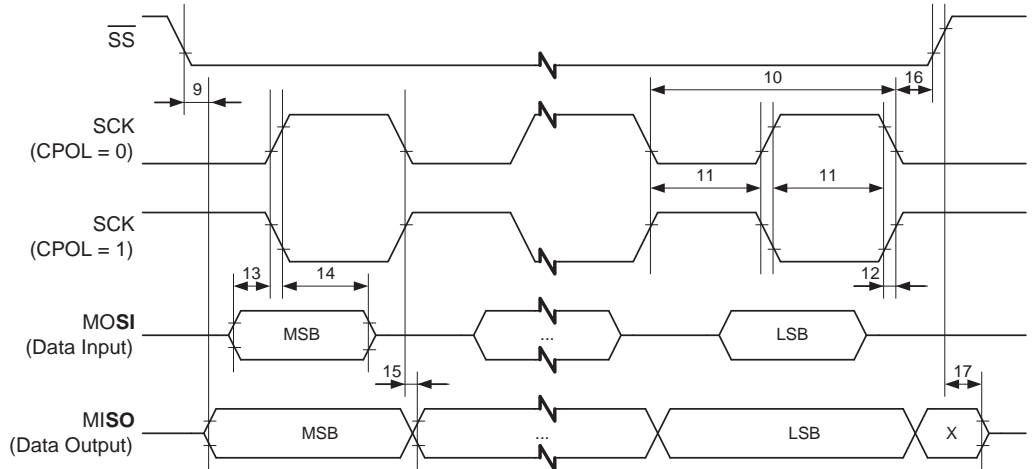 SS
9
10
16
SCK
(CPOL = 0)
11
11
SCK
(CPOL = 1)
12
13
14
MOSI
(Data Input)
MSB
...
LSB
15
17
MISO
(Data Output)
MSB
...
LSB
X